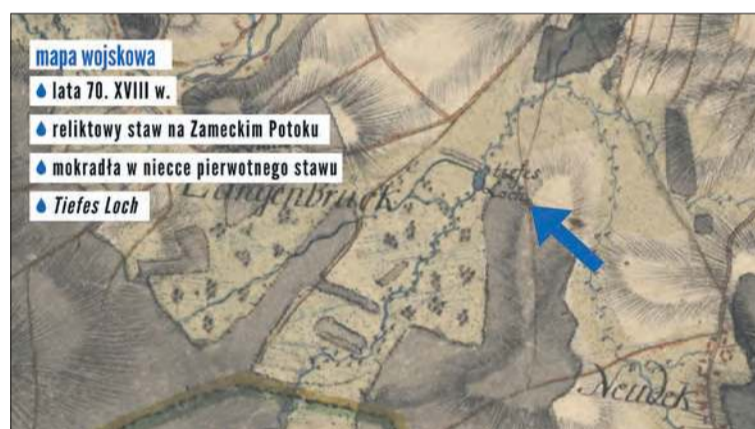 mapa wojskowa
lata 70. XVIII w.
reliktowy staw na Zameckim Potoku
mokradła w niecce pierwotnego stawu
Tiefes Loch
Langenbruck
tiefes
Loch
Neudek